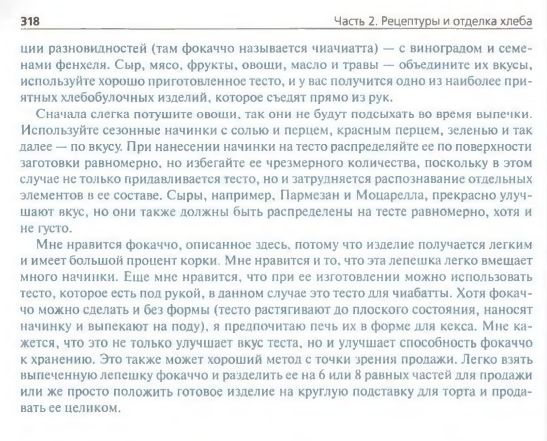 318
Часть 2. Рецептуры и отделка хлеба
ции разновидностей (там фокаччо называется чиачиатта) — с виноградом и семе-
нами фенхеля. Сыр, мясо, фрукты, овощи, масло и травы — объедините их вкусы,
используйте хорошо приготовленное тесто, и у вас получится одно из наиболее при-
ятных хлебобулочных изделий, которое съедят прямо из рук.
Сначала слегка потушите овощи, так они не будут подсыхать во время выпечки.
Используйте сезонные начинки с солью и перцем, красным перцем, зеленью и так
далее — по вкусу. При нанесении начинки на тесто распределяйте ее по поверхности
заготовки равномерно, но избегайте ее чрезмерного количества, поскольку в этом
случае не только придавливается тесто, но и затрудняется распознавание отдельных
элементов в ее составе. Сыры, например, Пармезан и Моцарелла, прекрасно улуч-
шают вкус, но они также должны быть распределены на тесте равномерно, хотя и
не густо.
Мне нравится фокаччо, описанное здесь, потому что изделие получается легким
и имеет большой процент корки. Мне нравится и то, что эта лепешка легко вмещает
много начинки. Еще мне нравится, что при ее изготовлении можно использовать
тесто, которое есть под рукой, в данном случае это тесто для чиабатты. Хотя фокач-
чо можно сделать и без формы (тесто растягивают до плоского состояния, наносят
начинку и выпекают на поду), я предпочитаю печь их в форме для кекса. Мне ка-
жется, что это не только улучшает вкус теста, но и улучшает способность фокаччо
к хранению. Это также может хороший метод с точки зрения продажи. Легко взять
выпеченную лепешку фокаччо и разделить ее на 6 или 8 равных частей для продажи
или же просто положить готовое изделие на круглую подставку для торта и прода-
вать ее целиком.